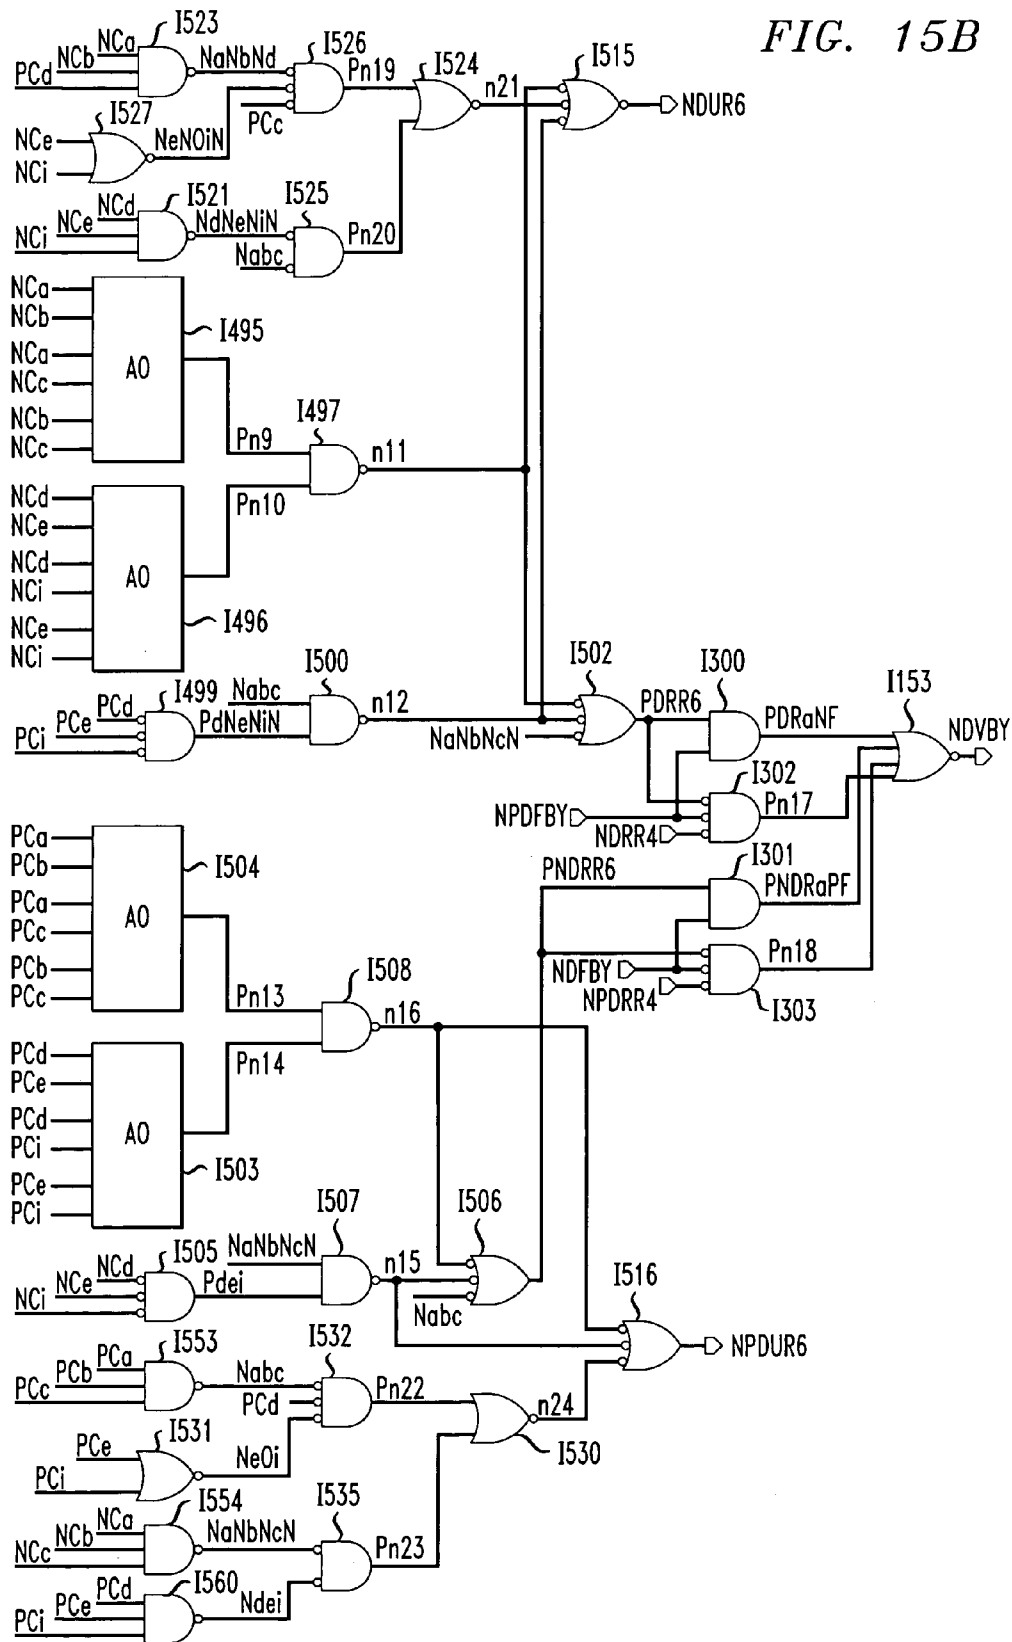 FIG. 15B
I523
NCa
NCb
PCd
NaNbNd
I526
Pn19
I524
I515
n21
NDUR6
PCc
I527
NCe
NCi
NeNOiN
I521
NCd
NCe
NCi
NdNeNiN
I525
Nabc
Pn20
NCa
NCb
NCa
NCc
NCb
NCc
AO
I495
I497
Pn9
n11
Pn10
NCd
NCe
NCd
NCi
NCe
NCi
AO
I496
I499
PCd
PCe
PCi
Nabc
PdNeNiN
I500
n12
NaNbNcN
I502
PDRR6
I300
PDRaNF
I153
NDVBY
I302
Pn17
NPDFBY
NDRR4
I301
PNDRR6
PNDRaPF
Pn18
NDFBY
NPDRR4
I303
PCa
PCb
PCa
PCc
PCb
PCc
AO
I504
I508
Pn13
n16
Pn14
PCd
PCe
PCd
PCi
PCe
PCi
AO
I503
I507
I506
I505
NaNbNcN
NCd
NCe
NCi
Pdei
n15
Nabc
I516
NPDUR6
I553
PCa
PCb
PCc
Nabc
I532
PCd
Pn22
n24
I530
I531
PCe
PCi
NeOi
I554
NCa
NCb
NCc
NaNbNcN
I535
Pn23
I560
PCd
PCe
PCi
Ndei